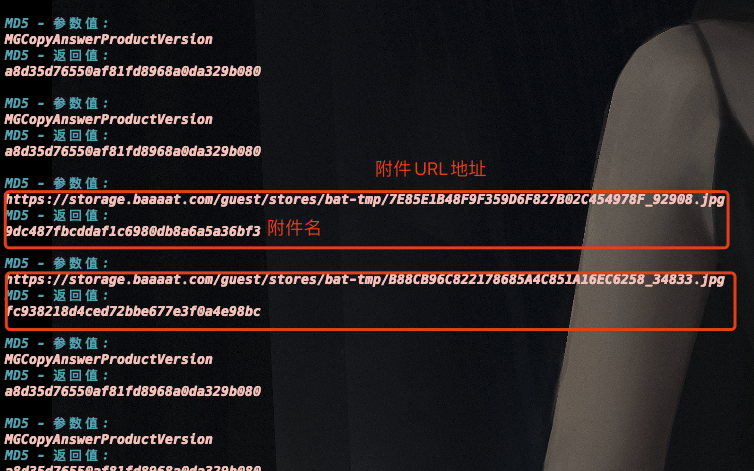 MD5 - 参数值：
MGCopyAnswerProductVersion
MD5 - 返回值：
a8d35d76550af81fd8968a0da329b080
MD5 - 参数值：
MGCopyAnswerProductVersion
MD5 - 返回值：
a8d35d76550af81fd8968a0da329b080
附件URL地址
MD5 - 参数值：
https://storage.baaaat.com/guest/stores/bat-tmp/7E85E1B48F9F359D6F827B02C454978F_92908.jpg
MD5 - 返回值：
9dc487fbcddaf1c6980db8a6a5a36bf3 附件名
MD5 - 参数值：
https://storage.baaaat.com/guest/stores/bat-tmp/B88CB96C822178685A4C851A16EC6258_34833.jpg
MD5 - 返回值：
fc938218d4ced72bbe677e3f0a4e98bc
MD5 - 参数值：
MGCopyAnswerProductVersion
MD5 - 返回值：
a8d35d76550af81fd8968a0da329b080
MD5 - 参数值：
MGCopyAnswerProductVersion
MD5 - 返回值：
a8d35d76550af81fd8968a0da329b080